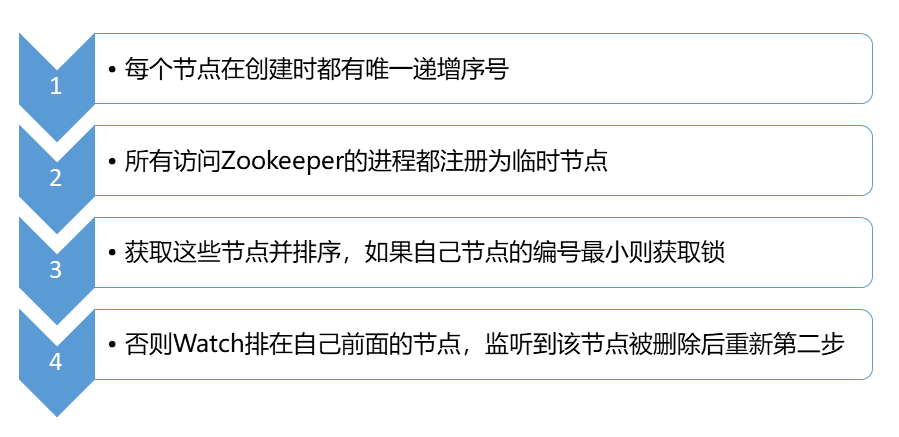 1
• 每个节点在创建时都有唯一递增序号
2
• 所有访问Zookeeper的进程都注册为临时节点
3
• 获取这些节点并排序，如果自己节点的编号最小则获取锁
4
• 否则Watch排在自己前面的节点，监听到该节点被删除后重新第二步